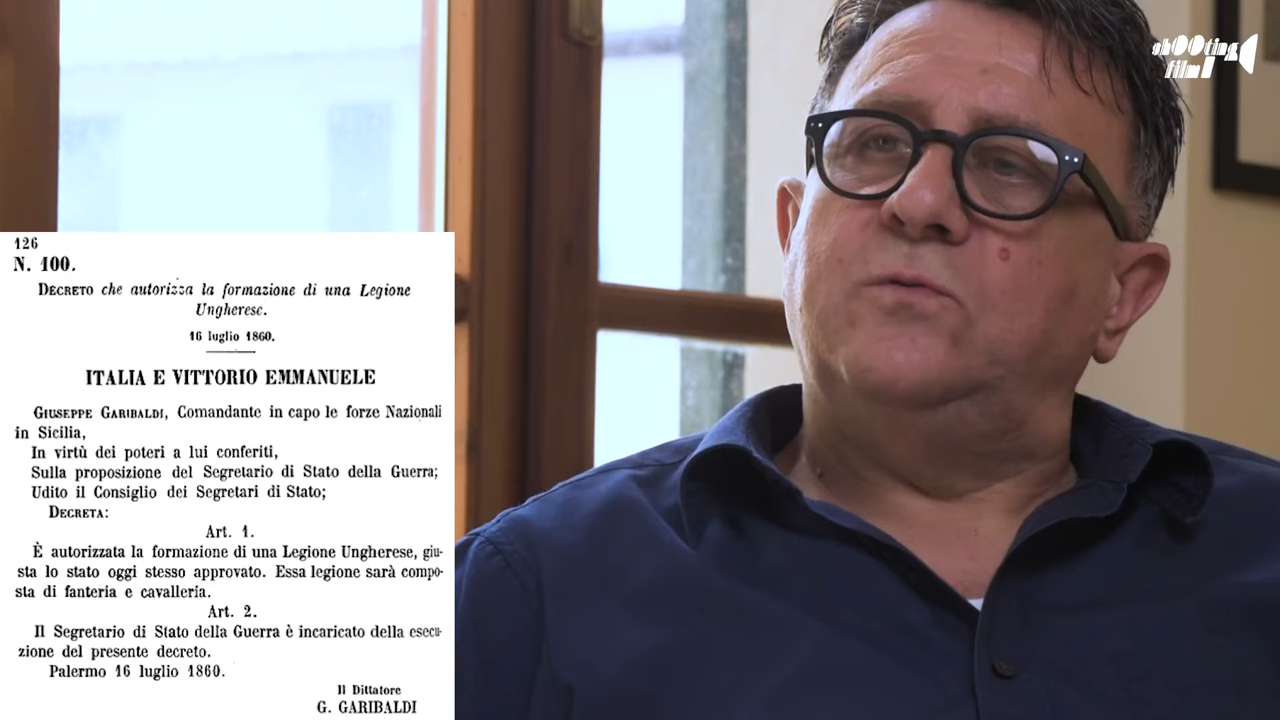 126
N. 100.
DECRETO che autorizza la formazione di una Legione
Ungherese.
16 luglio 1860.
ITALIA E VITTORIO EMMANUELE
GIUSEPPE GARIBALDI, Comandante in capo le forze Nazionali
in Sicilia,
In virtù dei poteri a lui conferiti,
Sulla proposizione del Segretario di Stato della Guerra;
Udito il Consiglio dei Segretari di Stato;
DECRETA:
Art. 1.
È autorizzata la formazione di una Legione Ungherese, giu-
sta lo stato oggi stesso approvato. Essa legione sarà compo-
sta di fanteria e cavalleria.
Art. 2.
Il Segretario di Stato della Guerra è incaricato della esecu-
zione del presente decreto.
Palermo 16 luglio 1860.
Il Dittatore
G. GARIBALDI
shOOting
film